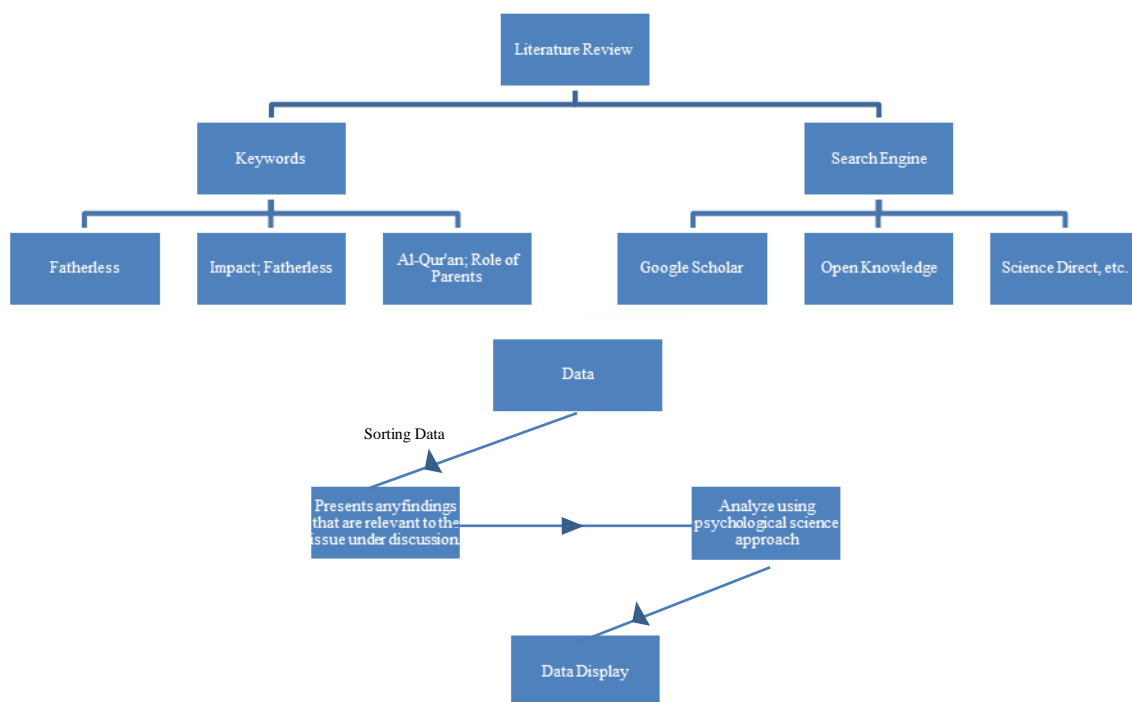 Literature Review
Keywords
Search Engine
Fatherless
Impact; Fatherless
Al-Qur'an; Role of
Parents
Google Scholar
Open Knowledge
Science Direct, etc.
Data
Sorting Data
Presents anyfindings
that are relevant to the
issue under discussion.
Analyze using
psychological science
approach
Data Display